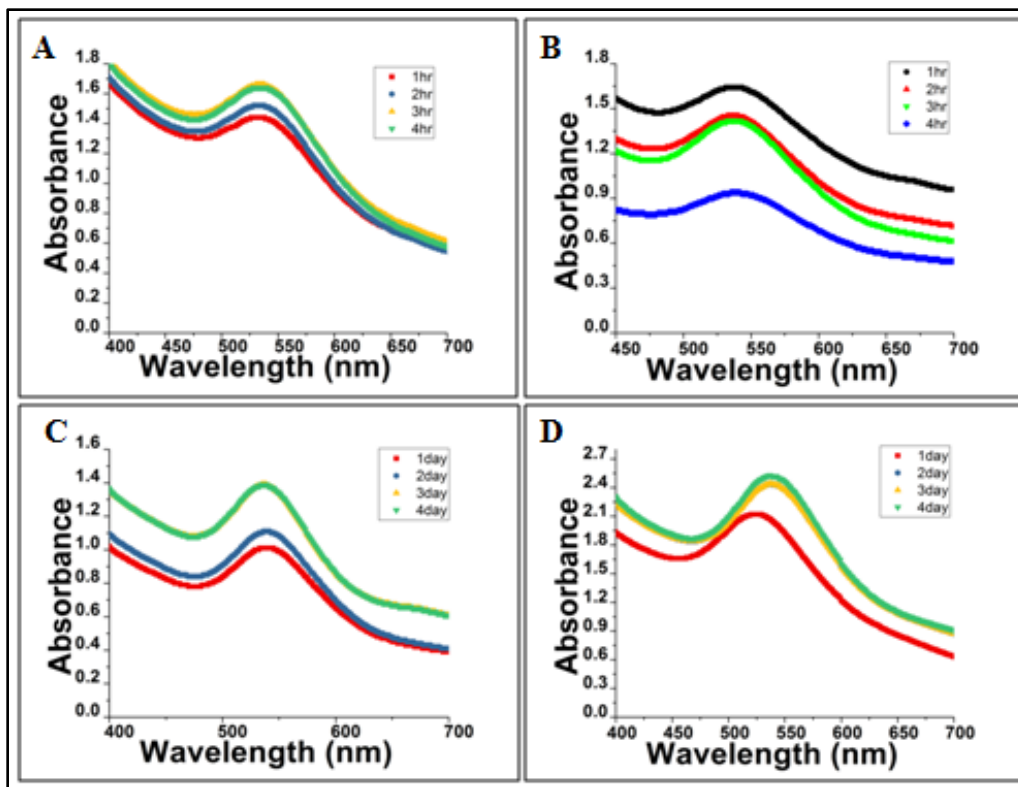 A
1.8
1.6
1.4
1.2
1.0
0.8
0.6
0.4
0.2
0.0
400 450 500 550 600 650 700
Absorbance
Wavelength (nm)
1hr
2hr
3hr
4hr
B
1.8
1.5
1.2
0.9
0.6
0.3
0.0
450 500 550 600 650 700
Absorbance
Wavelength (nm)
1hr
2hr
3hr
4hr
C
1.6
1.4
1.2
1.0
0.8
0.6
0.4
0.2
0.0
400 500 600 700
Absorbance
Wavelength (nm)
1day
2day
3day
4day
D
2.7
2.4
2.1
1.8
1.5
1.2
0.9
0.6
0.3
0.0
400 450 500 550 600 650 700
Absorbance
Wavelength (nm)
1day
2day
3day
4day